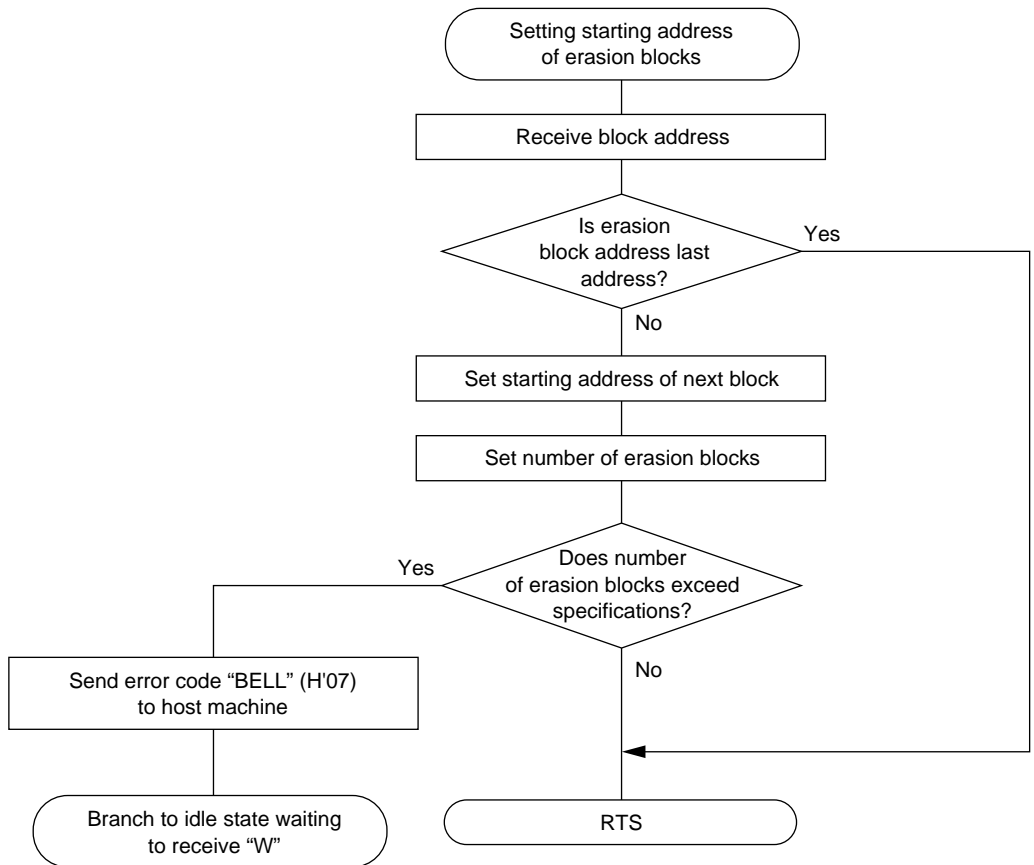 Setting starting address
of erasion blocks
Receive block address
Is erasion
block address last
address?
Yes
No
Set starting address of next block
Set number of erasion blocks
Does number
of erasion blocks exceed
specifications?
Yes
No
Send error code “BELL” (H'07)
to host machine
Branch to idle state waiting
to receive “W”
RTS